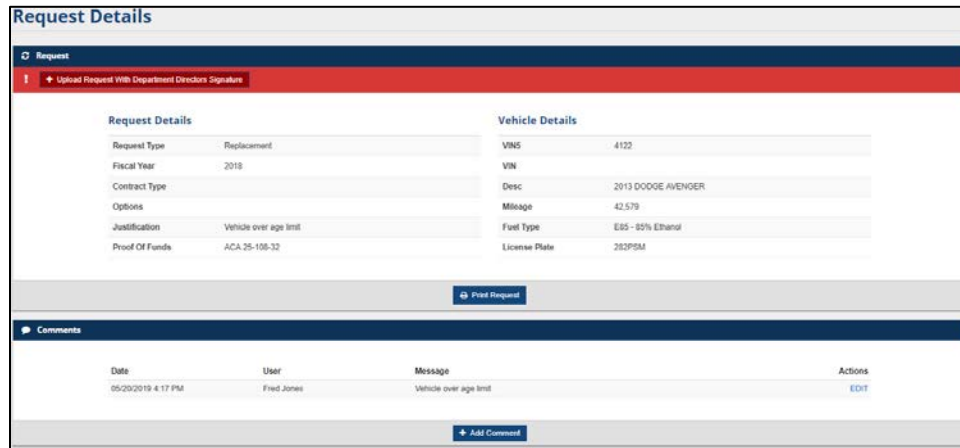 Request Details
Request
! + Upload Request With Department Directors Signature
Request Details
Request Type Replacement
Fiscal Year 2018
Contract Type
Options
Justification Vehicle over age limit
Proof Of Funds ACA 25-108-32
Vehicle Details
VIN5 4122
VIN
Desc 2013 DODGE AVENGER
Mileage 42,579
Fuel Type E85 - 85% Ethanol
License Plate 282PSM
Print Request
Comments
Date User Message Actions
05/20/2019 4:17 PM Fred Jones Vehicle over age limit EDIT
+ Add Comment